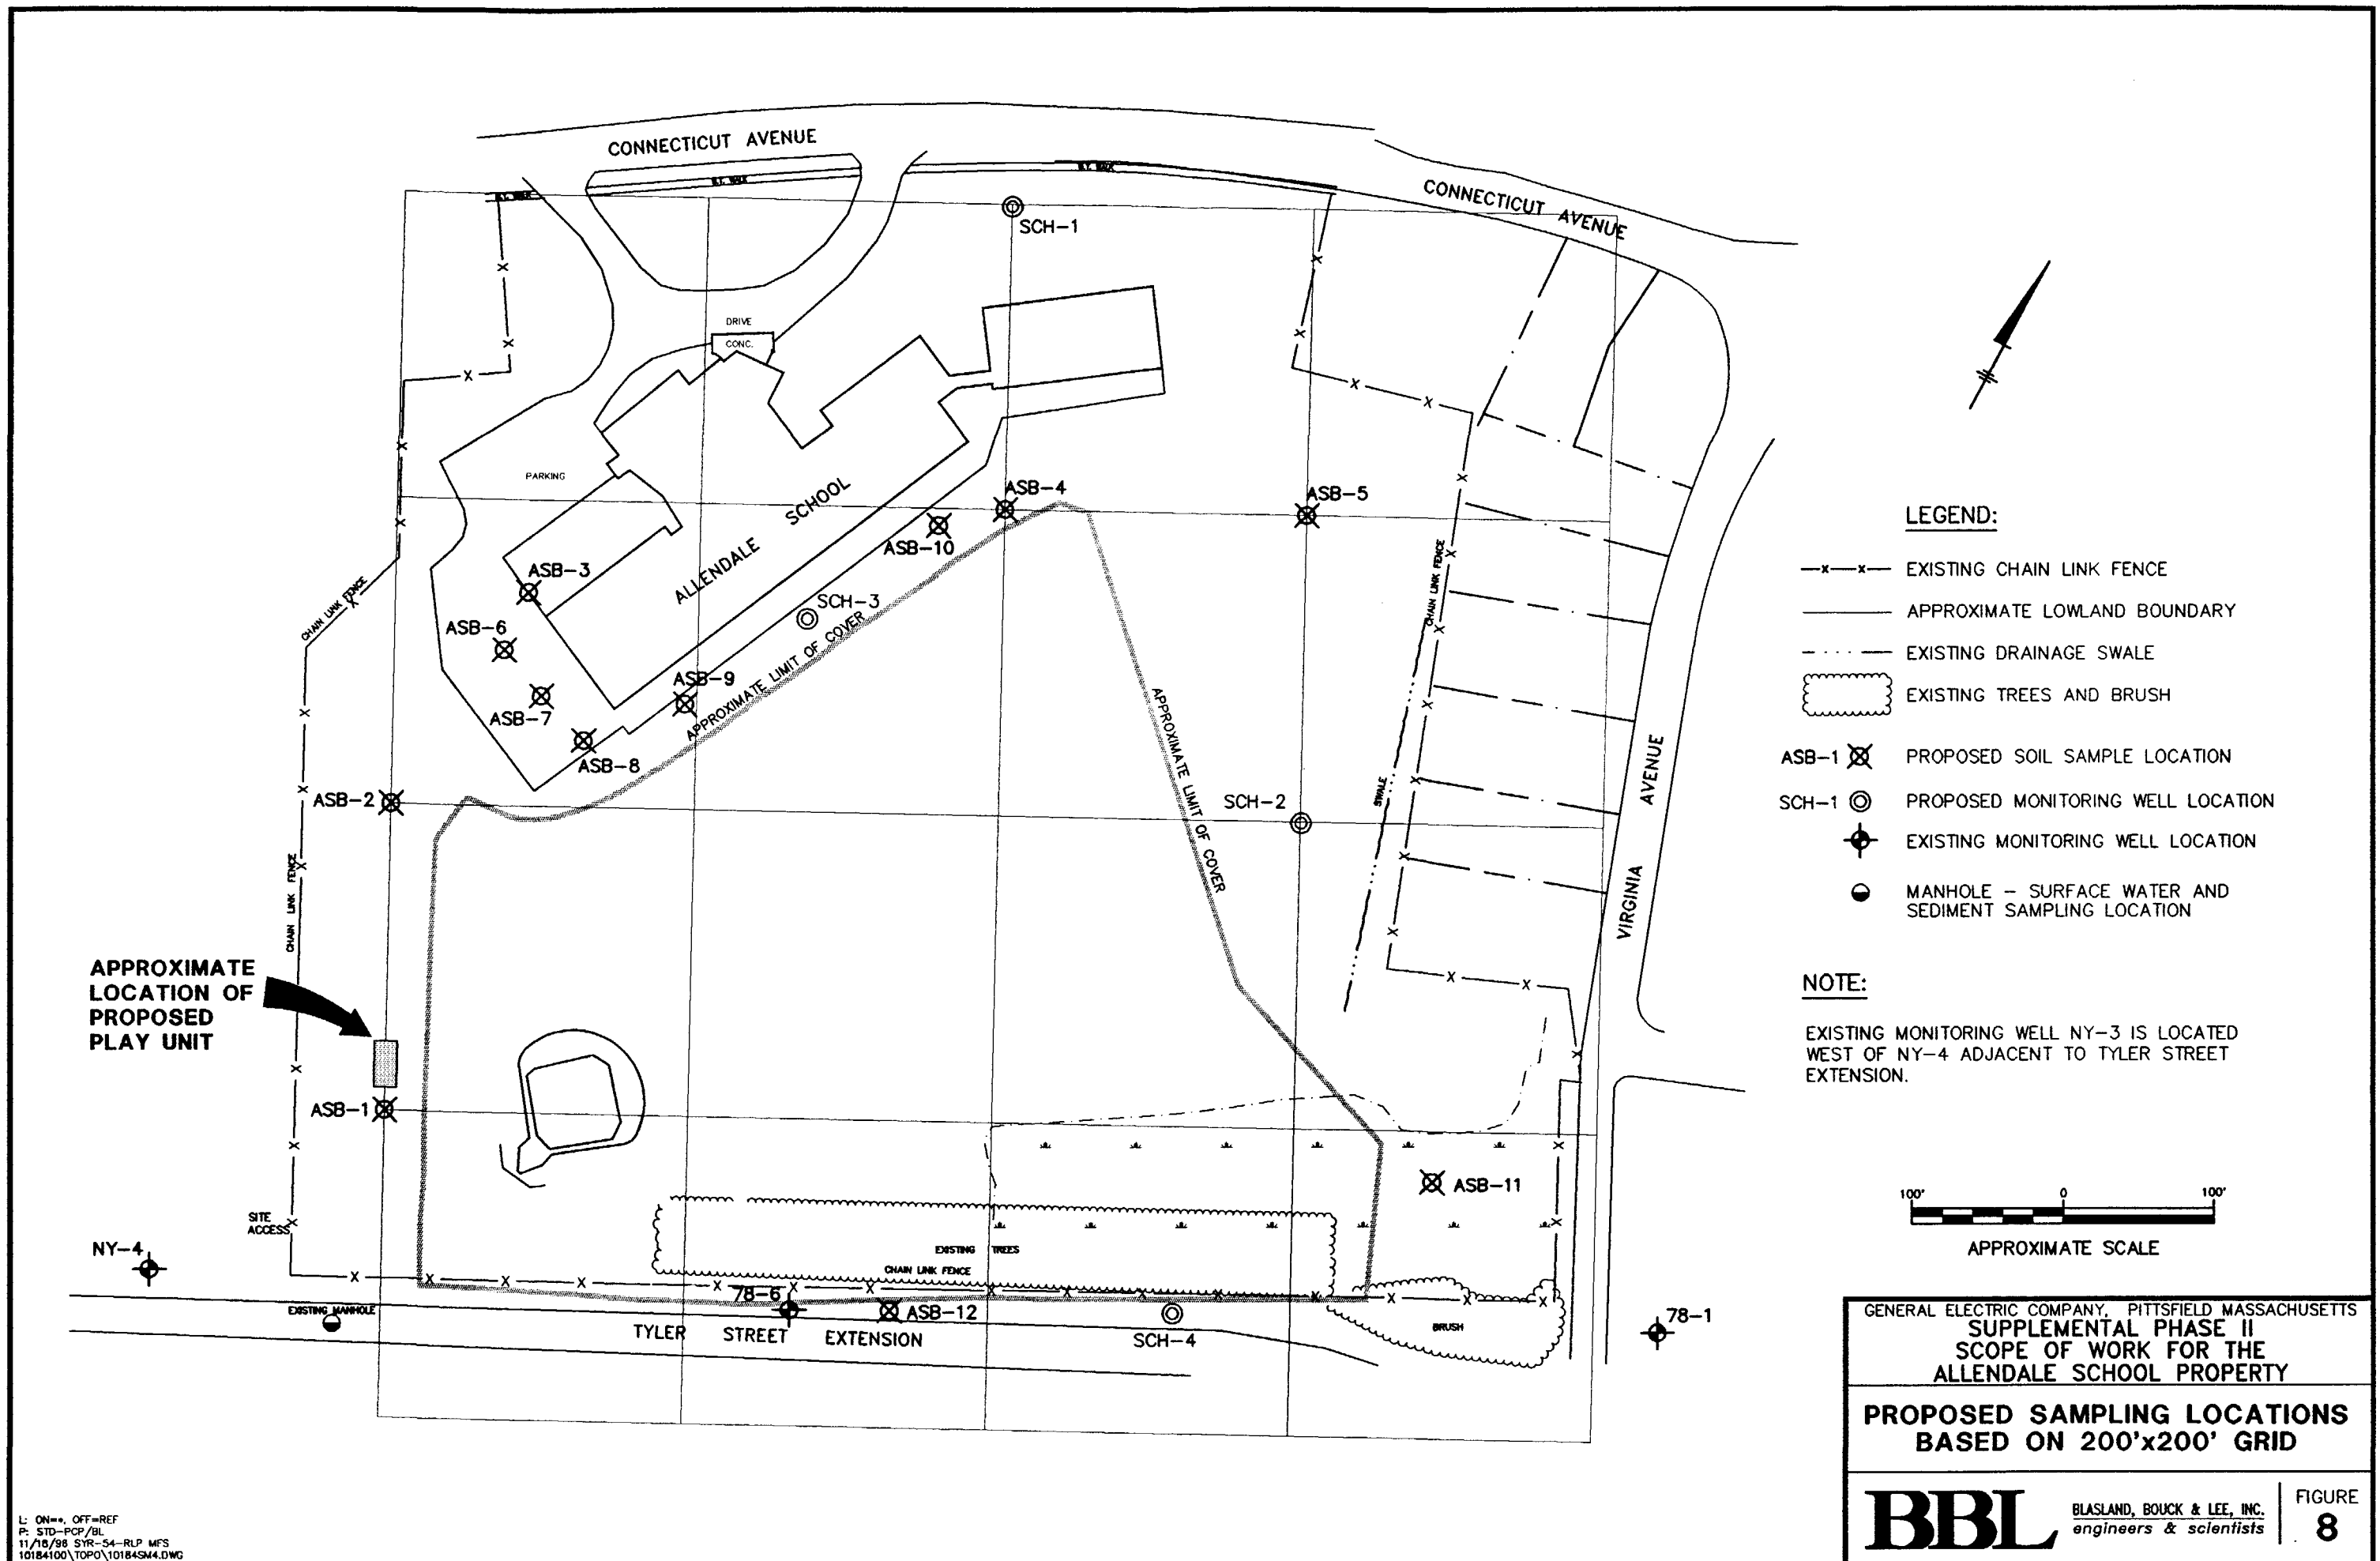 CONNECTICUT AVENUE
CONNECTICUT AVENUE
BIT. WALK
BIT. WALK
BIT. WALK
SCH-1
DRIVE
CONC.
PARKING
ALLENDALE SCHOOL
ASB-4
ASB-5
ASB-10
ASB-3
SCH-3
ASB-6
ASB-9
ASB-7
ASB-8
ASB-2
SCH-2
CHAIN LINK FENCE
CHAIN LINK FENCE
CHAIN LINK FENCE
APPROXIMATE LIMIT OF COVER
APPROXIMATE LIMIT OF COVER
SWALE
VIRGINIA AVENUE
APPROXIMATE
LOCATION OF
PROPOSED
PLAY UNIT
ASB-1
ASB-11
SITE
ACCESS
NY-4
EXISTING TREES
CHAIN LINK FENCE
78-6
ASB-12
EXISTING MANHOLE
TYLER STREET EXTENSION
SCH-4
BRUSH
78-1
LEGEND:
—x—x— EXISTING CHAIN LINK FENCE
APPROXIMATE LOWLAND BOUNDARY
EXISTING DRAINAGE SWALE
EXISTING TREES AND BRUSH
ASB-1 PROPOSED SOIL SAMPLE LOCATION
SCH-1 PROPOSED MONITORING WELL LOCATION
EXISTING MONITORING WELL LOCATION
MANHOLE - SURFACE WATER AND
SEDIMENT SAMPLING LOCATION
NOTE:
EXISTING MONITORING WELL NY-3 IS LOCATED
WEST OF NY-4 ADJACENT TO TYLER STREET
EXTENSION.
100' 0 100'
APPROXIMATE SCALE
GENERAL ELECTRIC COMPANY, PITTSFIELD MASSACHUSETTS
SUPPLEMENTAL PHASE II
SCOPE OF WORK FOR THE
ALLENDALE SCHOOL PROPERTY
PROPOSED SAMPLING LOCATIONS
BASED ON 200'x200' GRID
BBL
BLASLAND, BOUCK & LEE, INC.
engineers & scientists
FIGURE
8
L: ON=*, OFF=REF
P: STD-PCP/BL
11/18/98 SYR-54-RLP MFS
10184100\TOPO\10184SM4.DWG